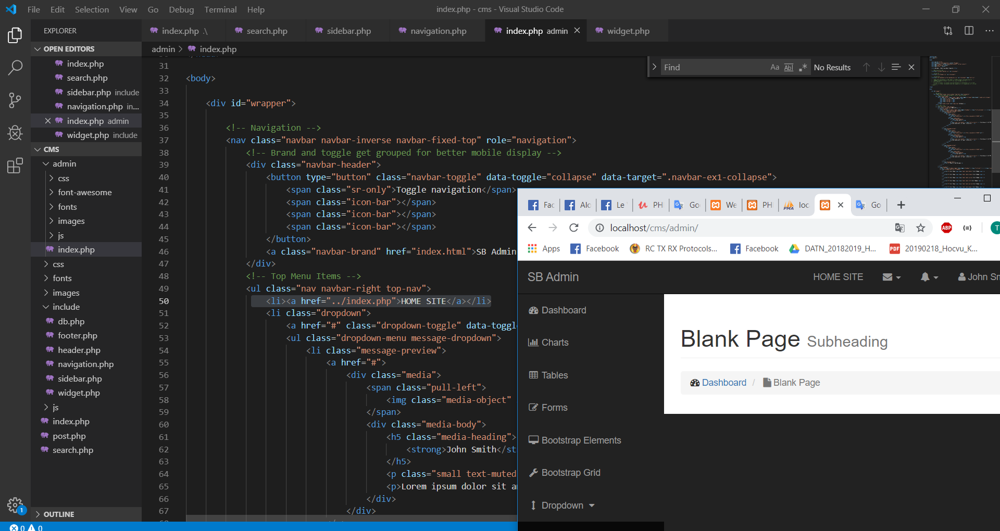 File Edit Selection View Go Debug Terminal Help
index.php - cms - Visual Studio Code
EXPLORER
index.php .\
search.php
sidebar.php
navigation.php
index.php admin
widget.php
OPEN EDITORS
index.php
search.php
sidebar.php include
navigation.php in...
index.php admin
widget.php include
CMS
admin
css
font-awesome
fonts
images
js
index.php
css
fonts
images
include
db.php
footer.php
header.php
navigation.php
sidebar.php
widget.php
js
index.php
post.php
search.php
OUTLINE
1
0 0
admin > index.php
Find
Aa Abl .* No Results
31
32 <body>
33
34 <div id="wrapper">
35
36 <!-- Navigation -->
37 <nav class="navbar navbar-inverse navbar-fixed-top" role="navigation">
38 <!-- Brand and toggle get grouped for better mobile display -->
39 <div class="navbar-header">
40 <button type="button" class="navbar-toggle" data-toggle="collapse" data-target=".navbar-ex1-collapse">
41 <span class="sr-only">Toggle navigation</span>
42 <span class="icon-bar"></span>
43 <span class="icon-bar"></span>
44 <span class="icon-bar"></span>
45 </button>
46 <a class="navbar-brand" href="index.html">SB Admin
47 </div>
48 <!-- Top Menu Items -->
49 <ul class="nav navbar-right top-nav">
50 <li><a href="../index.php">HOME SITE</a></li>
51 <li class="dropdown">
52 <a href="#" class="dropdown-toggle" data-toggl
53 <ul class="dropdown-menu message-dropdown">
54 <li class="message-preview">
55 <a href="#">
56 <div class="media">
57 <span class="pull-left">
58 <img class="media-object"
59 </span>
60 <div class="media-body">
61 <h5 class="media-heading">
62 <strong>John Smith</st
63 </h5>
64 <p class="small text-muted
65 <p>Lorem ipsum dolor sit a
66 </div>
67 </div>
Fac Alo Le PH Go We PH loc Go
localhost/cms/admin/
ABP
T
Apps Facebook RC TX RX Protocols... Facebook DATN_20182019_H... PDF 20190218_Hocvu_K...
SB Admin HOME SITE John Sm
Dashboard
Charts
Tables
Forms
Bootstrap Elements
Bootstrap Grid
Dropdown
Blank Page Subheading
Dashboard / Blank Page